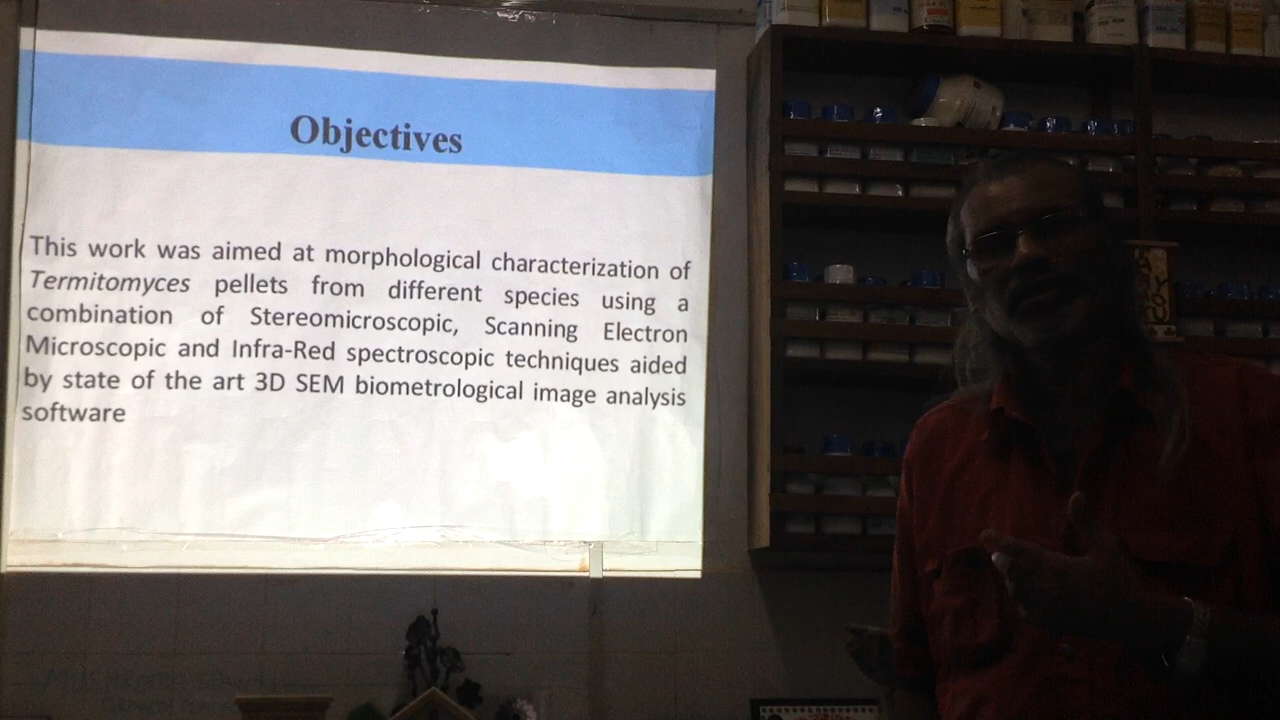 Objectives
This work was aimed at morphological characterization of
Termitomyces pellets from different species using a
combination of Stereomicroscopic, Scanning Electron
Microscopic and Infra-Red spectroscopic techniques aided
by state of the art 3D SEM biometrological image analysis
software
MUSHROOM